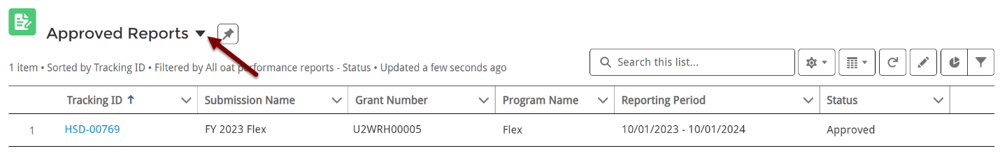 Approved Reports
1 item • Sorted by Tracking ID • Filtered by All oat performance reports - Status • Updated a few seconds ago
Search this list...
Tracking ID Submission Name Grant Number Program Name Reporting Period Status
1 HSD-00769 FY 2023 Flex U2WRH00005 Flex 10/01/2023 - 10/01/2024 Approved